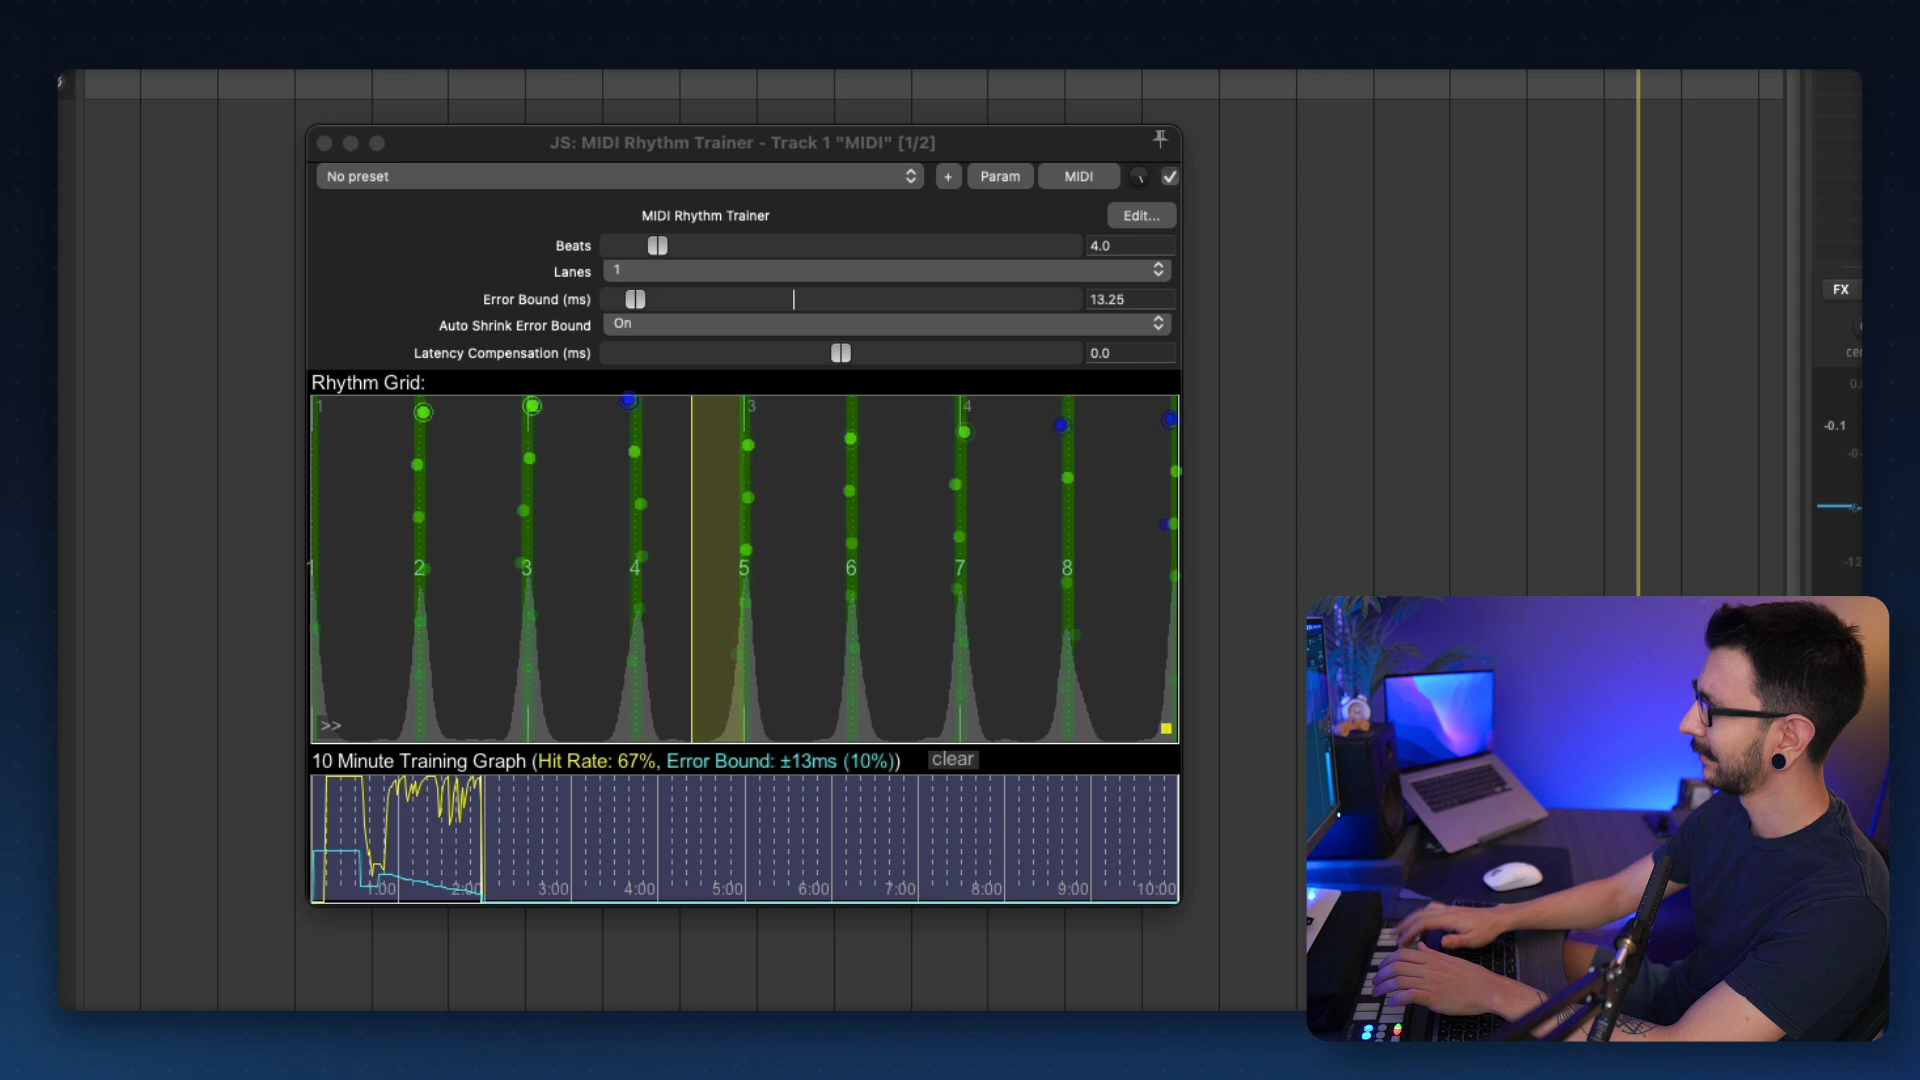 JS: MIDI Rhythm Trainer - Track 1 "MIDI" [1/2]
No preset
+
Param
MIDI
MIDI Rhythm Trainer
Edit...
Beats
4.0
Lanes
1
Error Bound (ms)
13.25
Auto Shrink Error Bound
On
Latency Compensation (ms)
0.0
Rhythm Grid:
1 3 4
1 2 3 4 5 6 7 8
>>
10 Minute Training Graph (Hit Rate: 67%, Error Bound: ±13ms (10%))
clear
1:00 2:00 3:00 4:00 5:00 6:00 7:00 8:00 9:00 10:00
FX
-0.1
-12